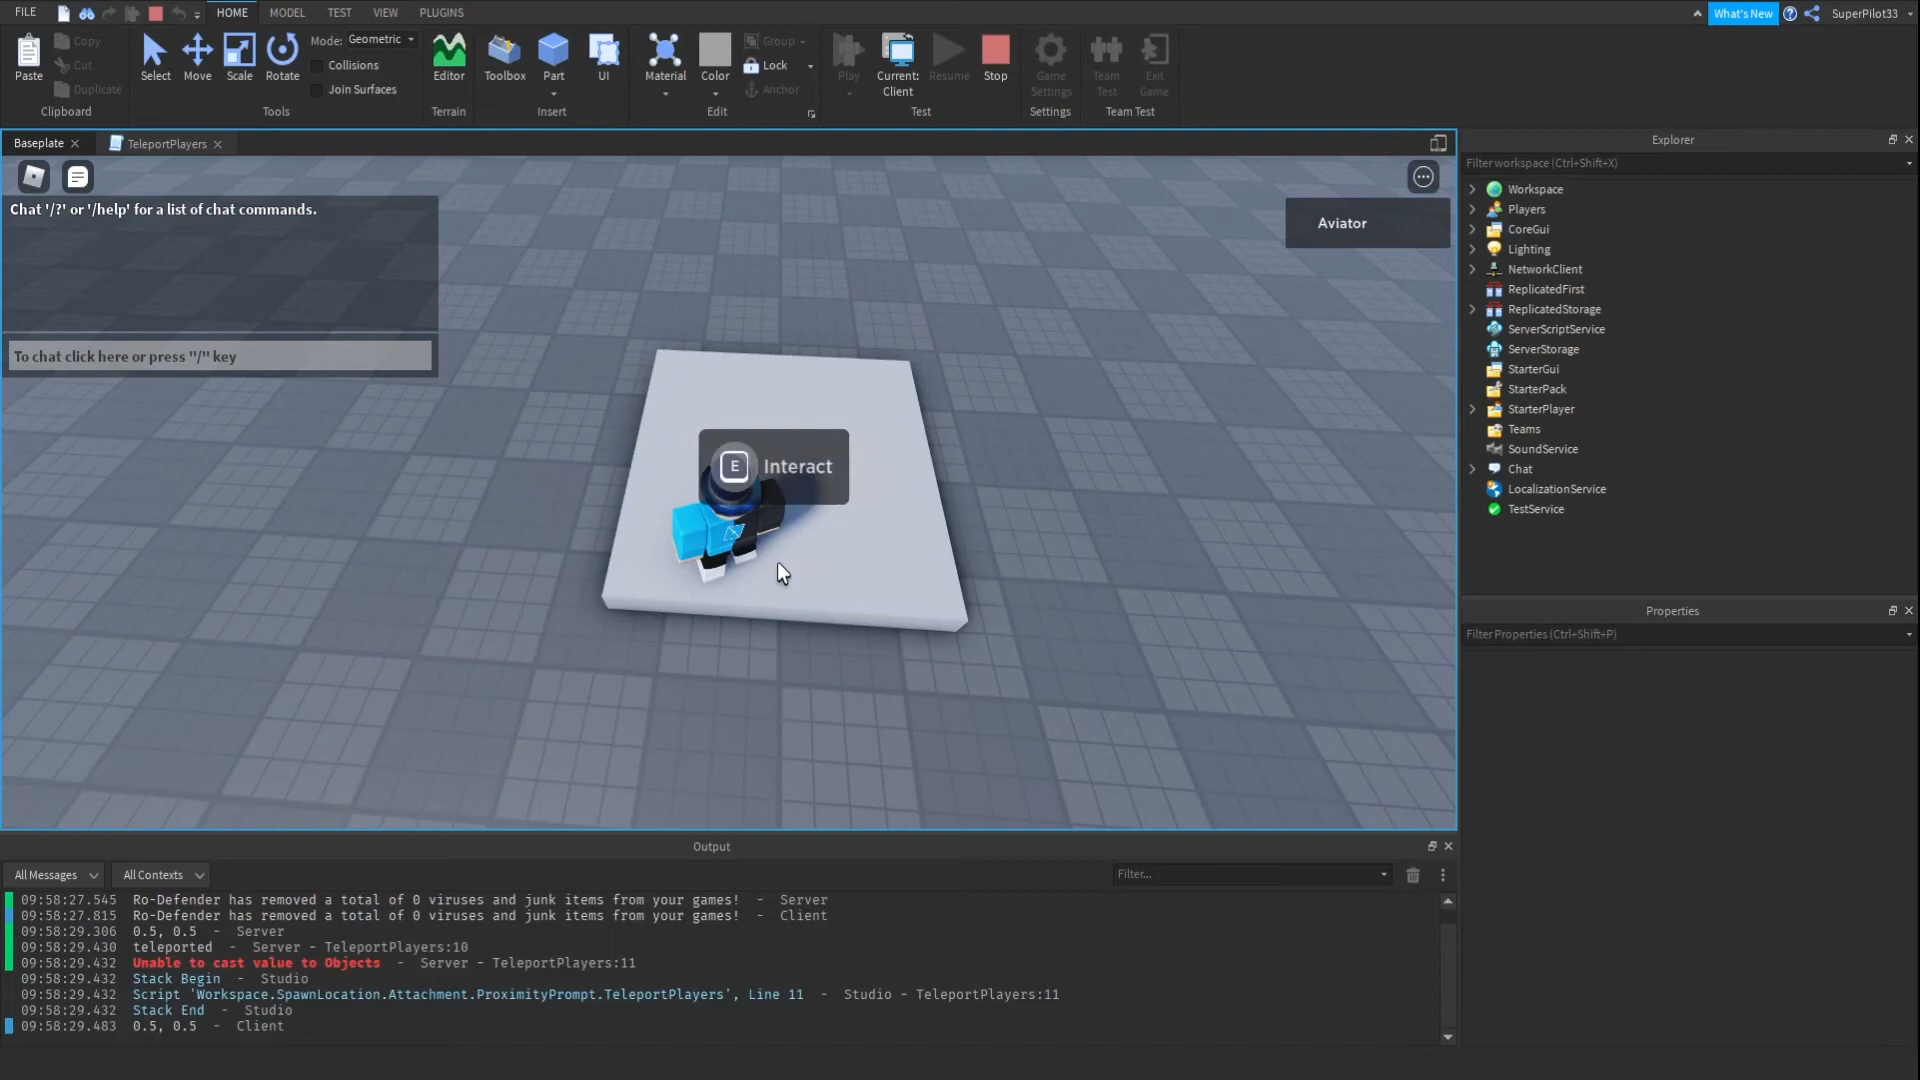 FILE HOME MODEL TEST VIEW PLUGINS What's New SuperPilot33
Paste Copy Cut Duplicate Clipboard
Select Move Scale Rotate Mode: Geometric Collisions Join Surfaces Tools
Editor Terrain
Toolbox Part UI Insert
Material Color Group Lock Anchor Edit
Play Current: Client Resume Stop Test
Game Settings Settings
Team Test Exit Game Team Test
Baseplate TeleportPlayers
Chat '/?' or '/help' for a list of chat commands.
To chat click here or press "/" key
Aviator
E Interact
Explorer
Filter workspace (Ctrl+Shift+X)
Workspace
Players
CoreGui
Lighting
NetworkClient
ReplicatedFirst
ReplicatedStorage
ServerScriptService
ServerStorage
StarterGui
StarterPack
StarterPlayer
Teams
SoundService
Chat
LocalizationService
TestService
Properties
Filter Properties (Ctrl+Shift+P)
Output
All Messages All Contexts Filter...
09:58:27.545 Ro-Defender has removed a total of 0 viruses and junk items from your games! - Server
09:58:27.815 Ro-Defender has removed a total of 0 viruses and junk items from your games! - Client
09:58:29.306 0.5, 0.5 - Server
09:58:29.430 teleported - Server - TeleportPlayers:10
09:58:29.432 Unable to cast value to Objects - Server - TeleportPlayers:11
09:58:29.432 Stack Begin - Studio
09:58:29.432 Script 'Workspace.SpawnLocation.Attachment.ProximityPrompt.TeleportPlayers', Line 11 - Studio - TeleportPlayers:11
09:58:29.432 Stack End - Studio
09:58:29.483 0.5, 0.5 - Client